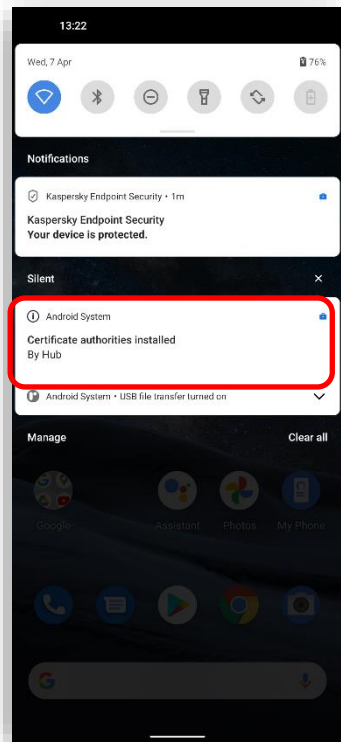 13:22
Wed, 7 Apr 76%
Notifications
Kaspersky Endpoint Security • 1m
Kaspersky Endpoint Security
Your device is protected.
Silent
Android System
Certificate authorities installed
By Hub
Android System • USB file transfer turned on
Manage Clear all
Google Assistant Photos My Phone